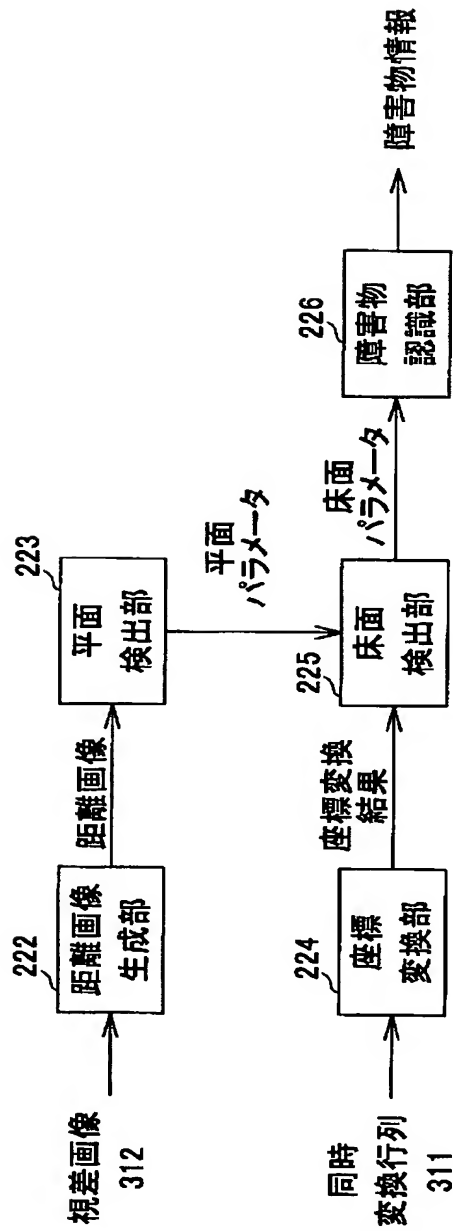 視差画像
312
222
距離画像
生成部
距離画像
223
平面
検出部
平面
パラメータ
同時
変換行列
311
224
座標
変換部
座標変換
結果
225
床面
検出部
床面
パラメータ
226
障害物
認識部
障害物情報